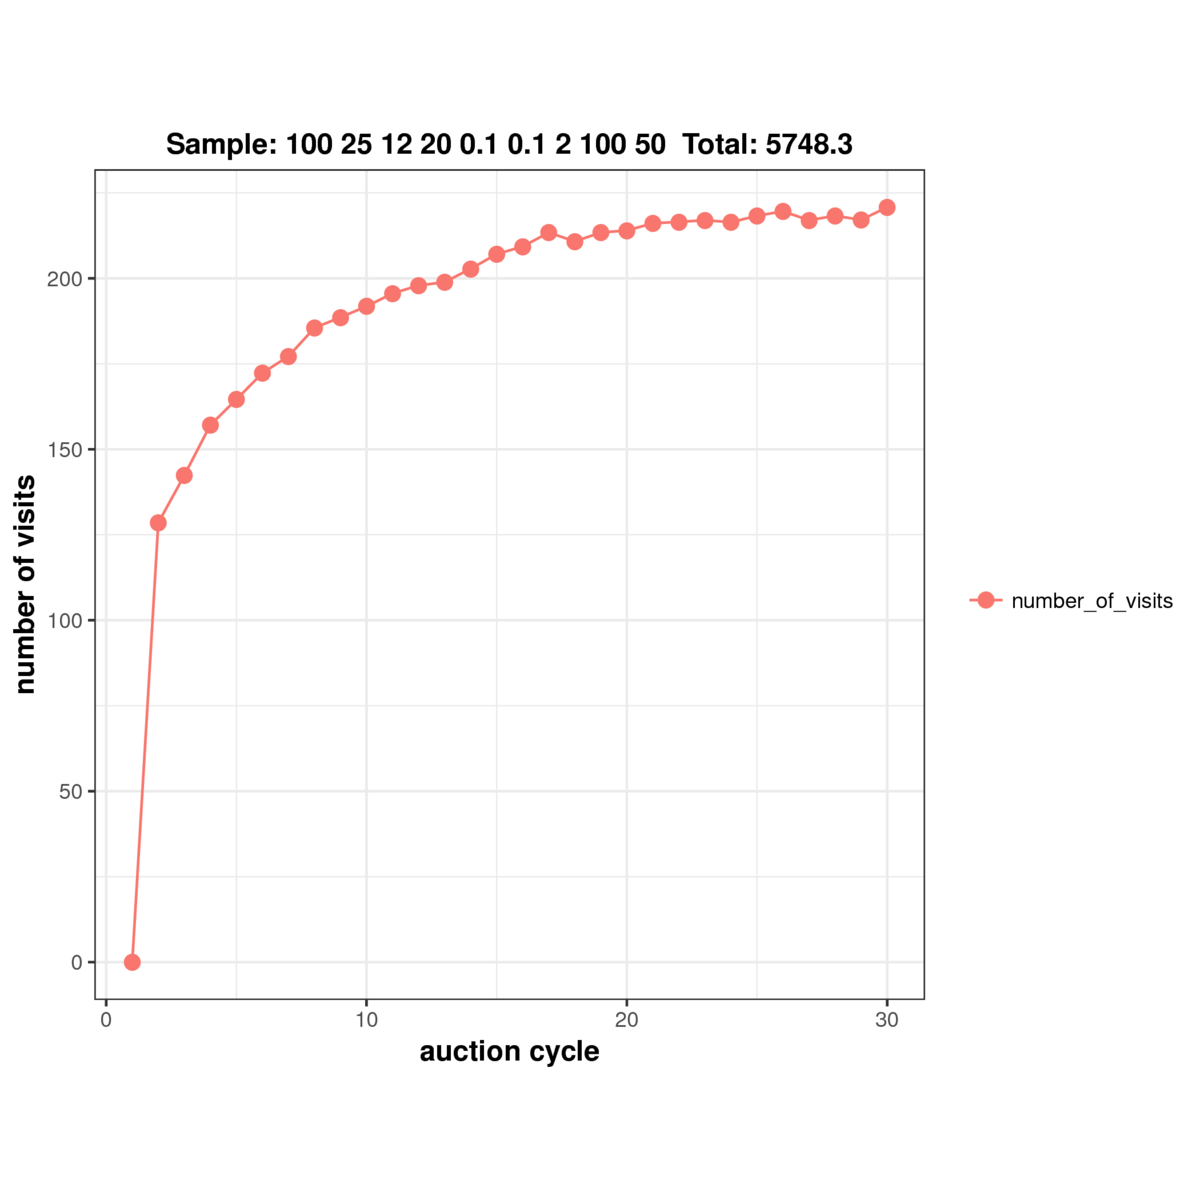 Sample: 100 25 12 20 0.1 0.1 2 100 50  Total: 5748.3
number of visits
200
150
100
50
0
0 10 20 30
auction cycle
number_of_visits